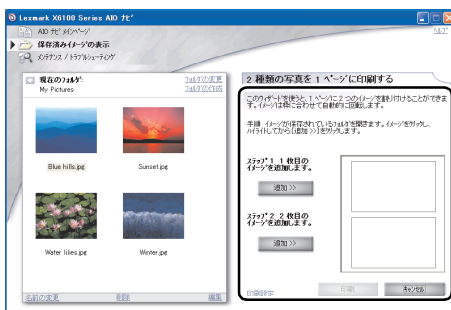 Lexmark X6100 Series AIO ﾅﾋﾞ
AIO ﾅﾋﾞ ﾒｲﾝﾍﾟｰｼﾞ
ﾍﾙﾌﾟ
保存済みｲﾒｰｼﾞの表示
ﾒﾝﾃﾅﾝｽ / ﾄﾗﾌﾞﾙｼｭｰﾃｨﾝｸﾞ
現在のﾌｫﾙﾀﾞ:
My Pictures
ﾌｫﾙﾀﾞの変更
ﾌｫﾙﾀﾞの作成
Blue hills.jpg
Sunset.jpg
Water lilies.jpg
Winter.jpg
名前の変更
削除
編集
2 種類の写真を 1 ﾍﾟｰｼﾞに印刷する
このｳｨｻﾞｰﾄﾞを使うと、1 ﾍﾟｰｼﾞに 2 つのｲﾒｰｼﾞを割り付けることができま
す。ｲﾒｰｼﾞは枠に合わせて自動的に回転します。
手順 ｲﾒｰｼﾞが保存されているﾌｫﾙﾀﾞを開きます。ｲﾒｰｼﾞをｸﾘｯｸし、
ﾊｲﾗｲﾄしてから [追加 >>] をｸﾘｯｸします。
ｽﾃｯﾌﾟ 1 1 枚目の
ｲﾒｰｼﾞを追加します。
追加 >>
ｽﾃｯﾌﾟ 2 2 枚目の
ｲﾒｰｼﾞを追加します。
追加 >>
印刷設定
印刷
ｷｬﾝｾﾙ